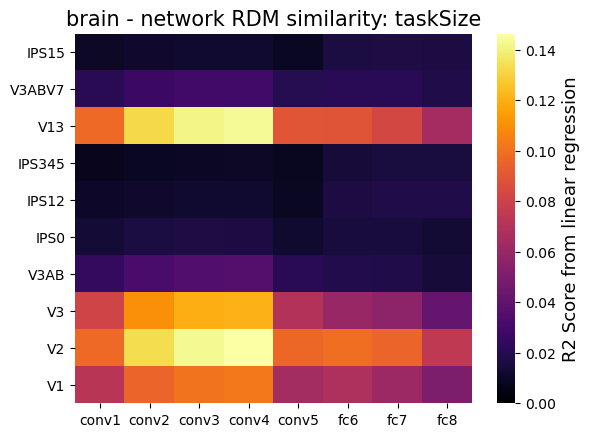 brain - network RDM similarity: taskSize
IPS15
V3ABV7
V13
IPS345
IPS12
IPS0
V3AB
V3
V2
V1
conv1 conv2 conv3 conv4 conv5 fc6 fc7 fc8
0.14
0.12
0.10
0.08
0.06
0.04
0.02
0.00
R2 Score from linear regression